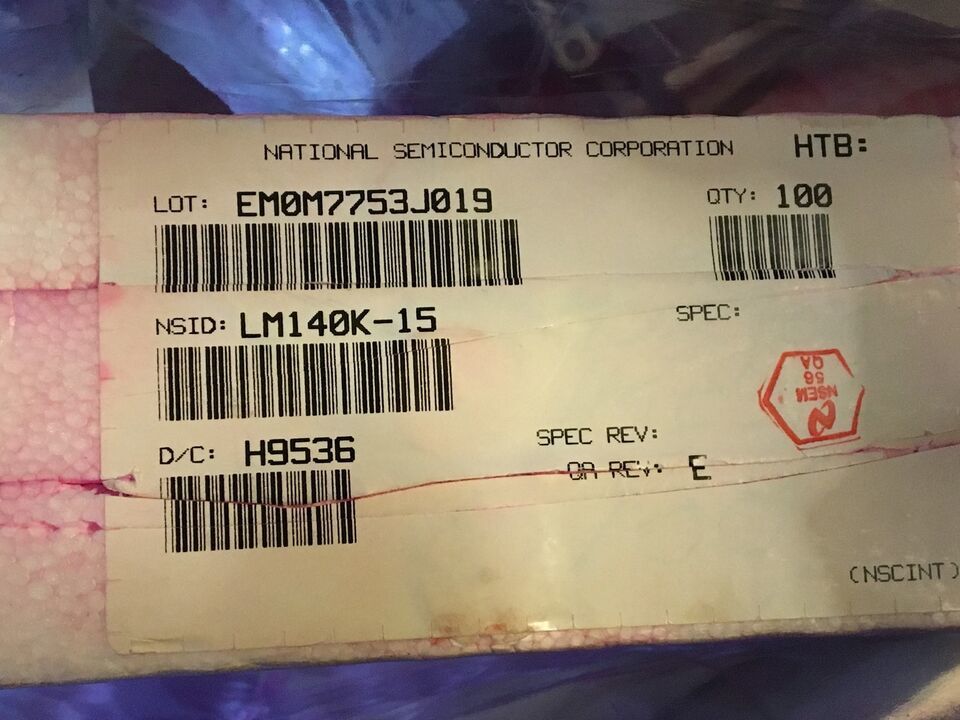 NATIONAL SEMICONDUCTOR CORPORATION HTB:
LOT: EM0M7753J019 QTY: 100
NSID: LM140K-15 SPEC:
NSEM
56
QA
D/C: H9536 SPEC REV:
QA REV: E
(NSCINT)